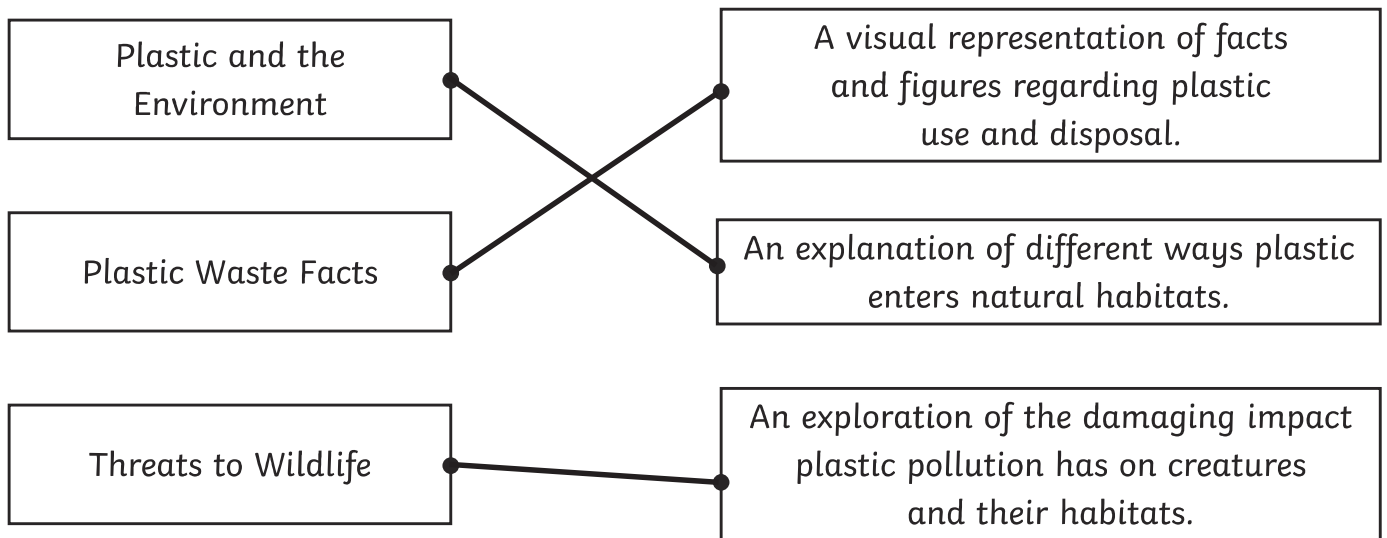 Plastic and the
Environment
A visual representation of facts
and figures regarding plastic
use and disposal.
Plastic Waste Facts
An explanation of different ways plastic
enters natural habitats.
Threats to Wildlife
An exploration of the damaging impact
plastic pollution has on creatures
and their habitats.